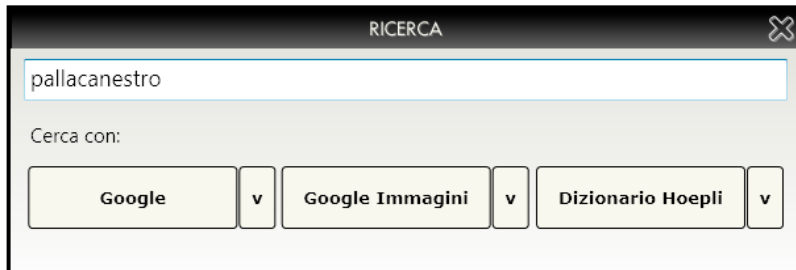 RICERCA
pallacanestro
Cerca con:
Google v Google Immagini v Dizionario Hoepli v